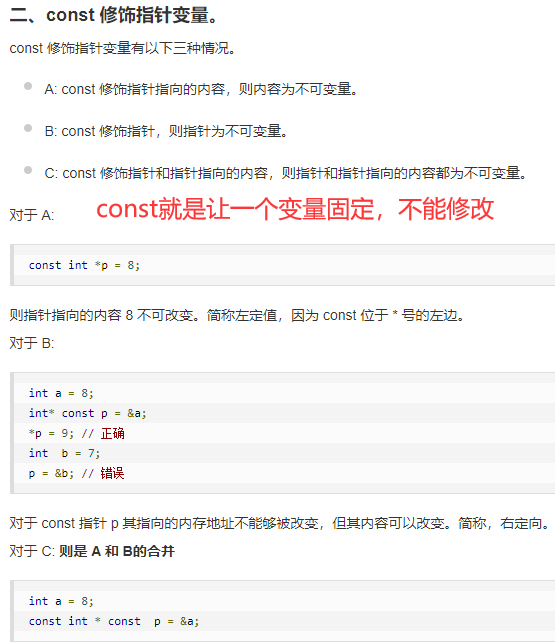 二、const 修饰指针变量。
const 修饰指针变量有以下三种情况。
A: const 修饰指针指向的内容，则内容为不可变量。
B: const 修饰指针，则指针为不可变量。
C: const 修饰指针和指针指向的内容，则指针和指针指向的内容都为不可变量。
对于 A:
const就是让一个变量固定，不能修改
const int *p = 8;
则指针指向的内容 8 不可改变。简称左定值，因为 const 位于 * 号的左边。
对于 B:
int a = 8;
int* const p = &a;
*p = 9; // 正确
int  b = 7;
p = &b; // 错误
对于 const 指针 p 其指向的内存地址不能够被改变，但其内容可以改变。简称，右定向。
对于 C: 则是 A 和 B的合并
int a = 8;
const int * const  p = &a;